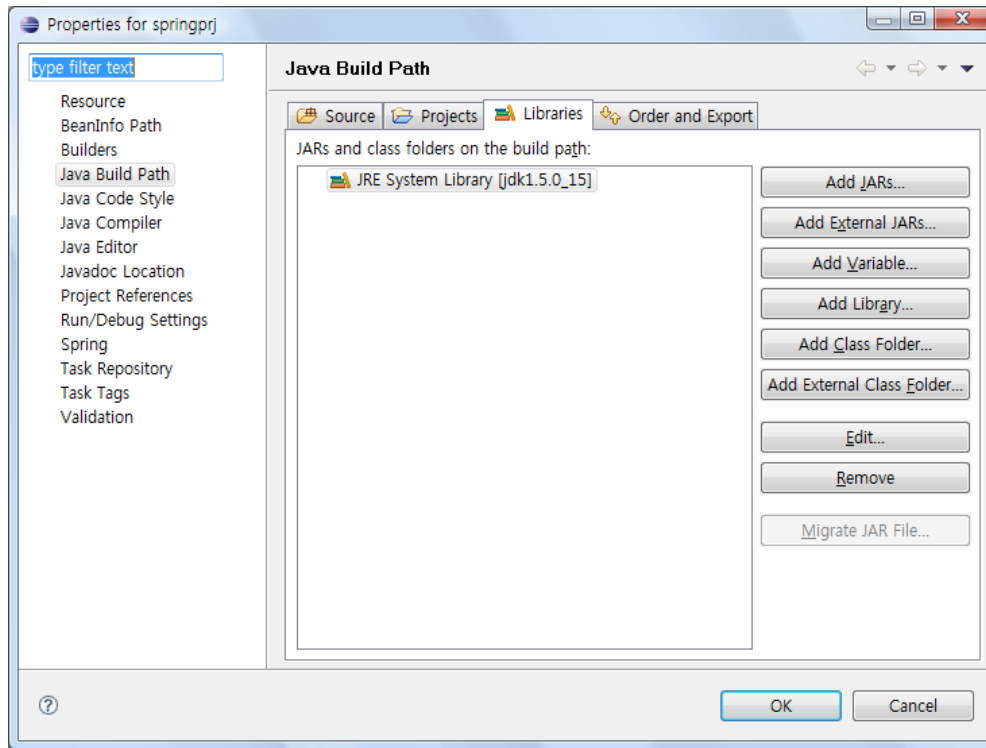 Properties for springprj
type filter text
Resource
BeanInfo Path
Builders
Java Build Path
Java Code Style
Java Compiler
Java Editor
Javadoc Location
Project References
Run/Debug Settings
Spring
Task Repository
Task Tags
Validation
Java Build Path
Source Projects Libraries Order and Export
JARs and class folders on the build path:
JRE System Library [jdk1.5.0_15]
Add JARs...
Add External JARs...
Add Variable...
Add Library...
Add Class Folder...
Add External Class Folder...
Edit...
Remove
Migrate JAR File...
OK Cancel